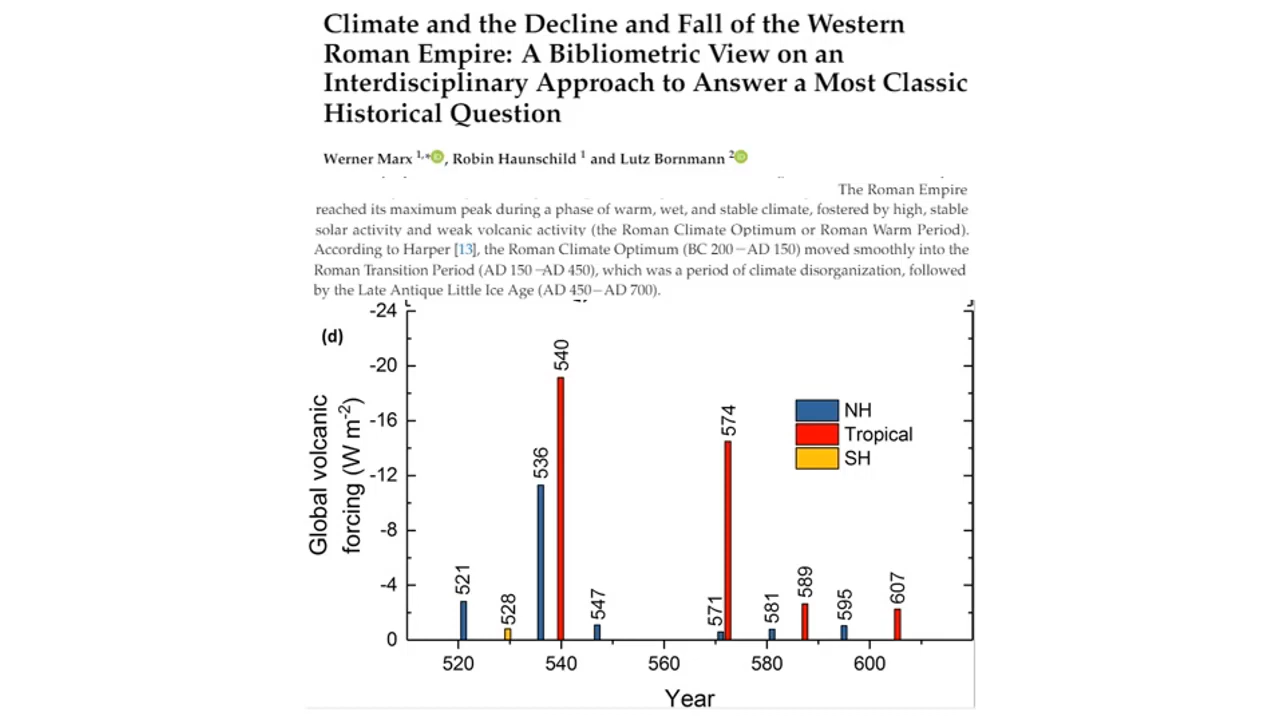 Climate and the Decline and Fall of the Western
Roman Empire: A Bibliometric View on an
Interdisciplinary Approach to Answer a Most Classic
Historical Question
Werner Marx 1,* , Robin Haunschild 1 and Lutz Bornmann 2
The Roman Empire
reached its maximum peak during a phase of warm, wet, and stable climate, fostered by high, stable
solar activity and weak volcanic activity (the Roman Climate Optimum or Roman Warm Period).
According to Harper [13], the Roman Climate Optimum (BC 200–AD 150) moved smoothly into the
Roman Transition Period (AD 150–AD 450), which was a period of climate disorganization, followed
by the Late Antique Little Ice Age (AD 450–AD 700).
(d)
Global volcanic
forcing (W m-2)
-24
-20
-16
-12
-8
-4
0
521
528
536
540
547
571
574
581
589
595
607
NH
Tropical
SH
520
540
560
580
600
Year